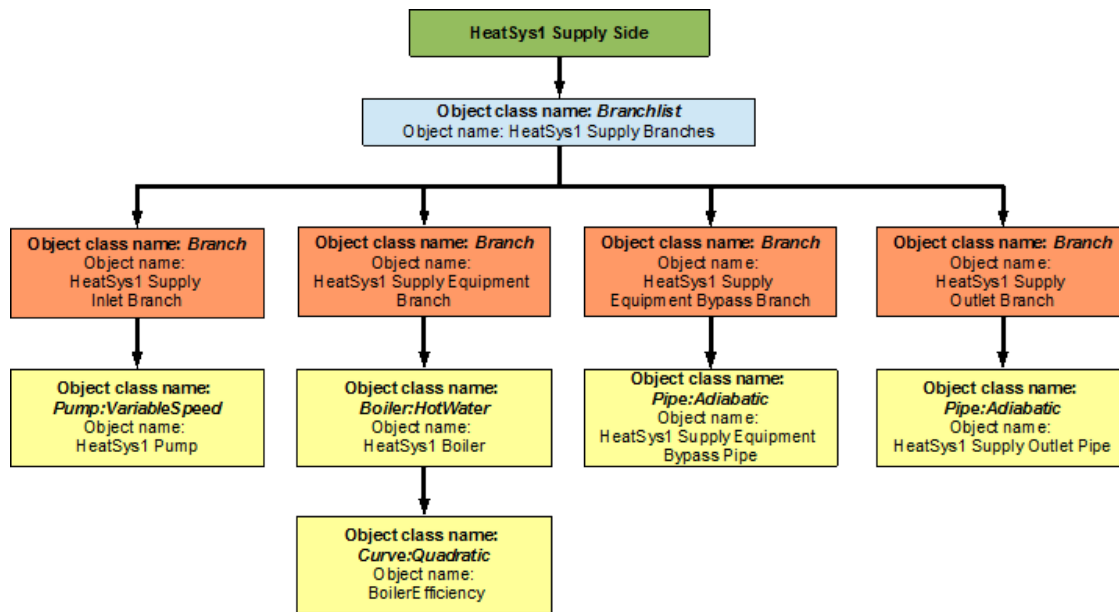 HeatSys1 Supply Side
Object class name: Branchlist
Object name: HeatSys1 Supply Branches
Object class name: Branch
Object name:
HeatSys1 Supply
Inlet Branch
Object class name: Branch
Object name:
HeatSys1 Supply Equipment
Branch
Object class name: Branch
Object name:
HeatSys1 Supply
Equipment Bypass Branch
Object class name: Branch
Object name:
HeatSys1 Supply
Outlet Branch
Object class name:
Pump:VariableSpeed
Object name:
HeatSys1 Pump
Object class name:
Boiler:HotWater
Object name:
HeatSys1 Boiler
Object class name:
Pipe:Adiabatic
Object name:
HeatSys1 Supply Equipment
Bypass Pipe
Object class name:
Pipe:Adiabatic
Object name:
HeatSys1 Supply Outlet Pipe
Object class name:
Curve:Quadratic
Object name:
BoilerEfficiency